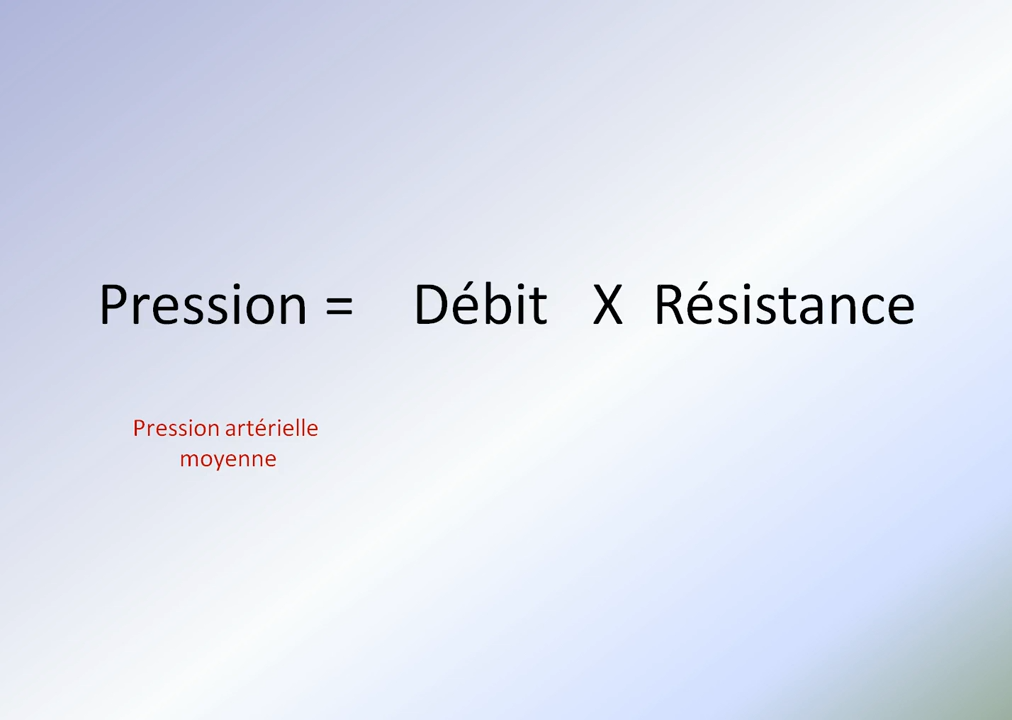 Pression = Débit X Résistance
Pression artérielle
moyenne